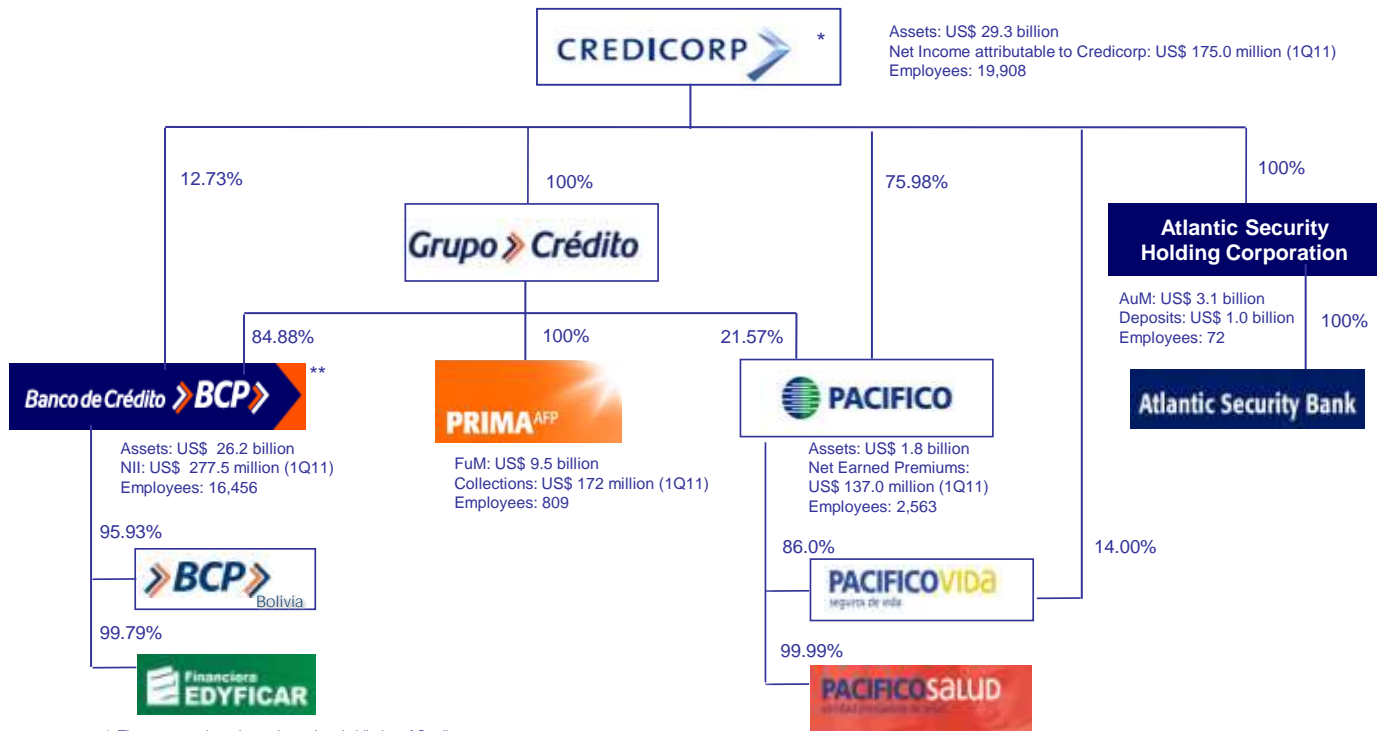 CREDICORP
*
Assets: US$ 29.3 billion
Net Income attributable to Credicorp: US$ 175.0 million (1Q11)
Employees: 19,908
12.73%
100%
75.98%
100%
Grupo Crédito
Atlantic Security
Holding Corporation
AuM: US$ 3.1 billion
Deposits: US$ 1.0 billion
Employees: 72
100%
84.88%
100%
21.57%
Banco de Crédito BCP
**
PRIMA AFP
PACIFICO
Atlantic Security Bank
Assets: US$ 26.2 billion
NII: US$ 277.5 million (1Q11)
Employees: 16,456
FuM: US$ 9.5 billion
Collections: US$ 172 million (1Q11)
Employees: 809
Assets: US$ 1.8 billion
Net Earned Premiums:
US$ 137.0 million (1Q11)
Employees: 2,563
95.93%
86.0%
14.00%
BCP
Bolivia
PACIFICOVIDa
seguros de vida
99.79%
99.99%
Financiera
EDYFICAR
PACIFICOSaLUD